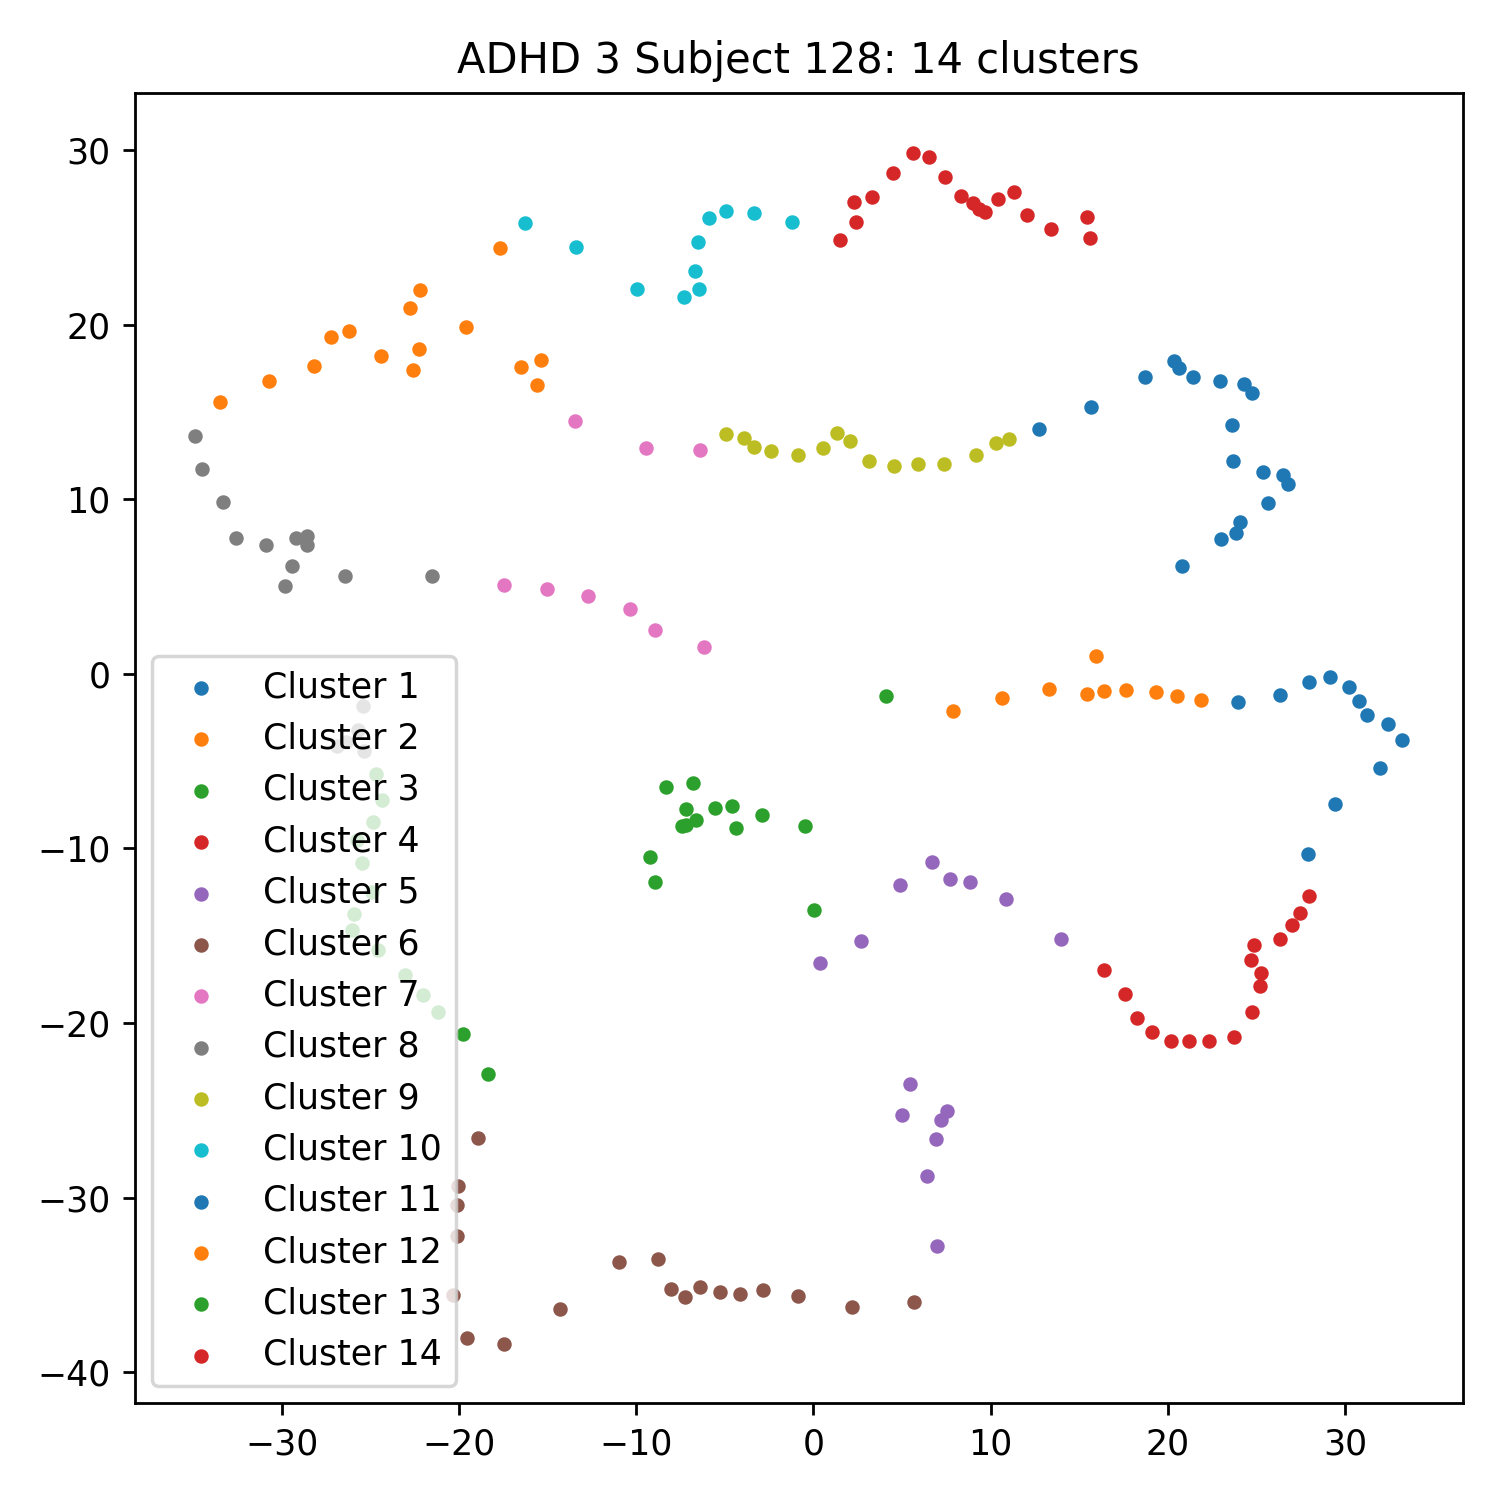 ADHD 3 Subject 128: 14 clusters
30
20
10
0
−10
−20
−30
−40
Cluster 1
Cluster 2
Cluster 3
Cluster 4
Cluster 5
Cluster 6
Cluster 7
Cluster 8
Cluster 9
Cluster 10
Cluster 11
Cluster 12
Cluster 13
Cluster 14
−30 −20 −10 0 10 20 30